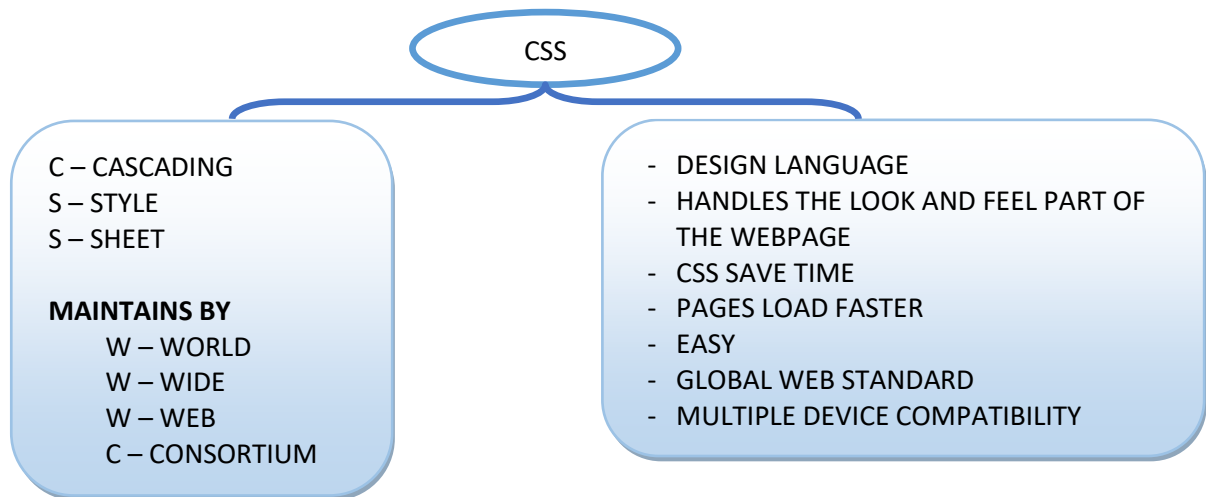 CSS
C – CASCADING
S – STYLE
S – SHEET
MAINTAINS BY
W – WORLD
W – WIDE
W – WEB
C – CONSORTIUM
- DESIGN LANGUAGE
- HANDLES THE LOOK AND FEEL PART OF
THE WEBPAGE
- CSS SAVE TIME
- PAGES LOAD FASTER
- EASY
- GLOBAL WEB STANDARD
- MULTIPLE DEVICE COMPATIBILITY